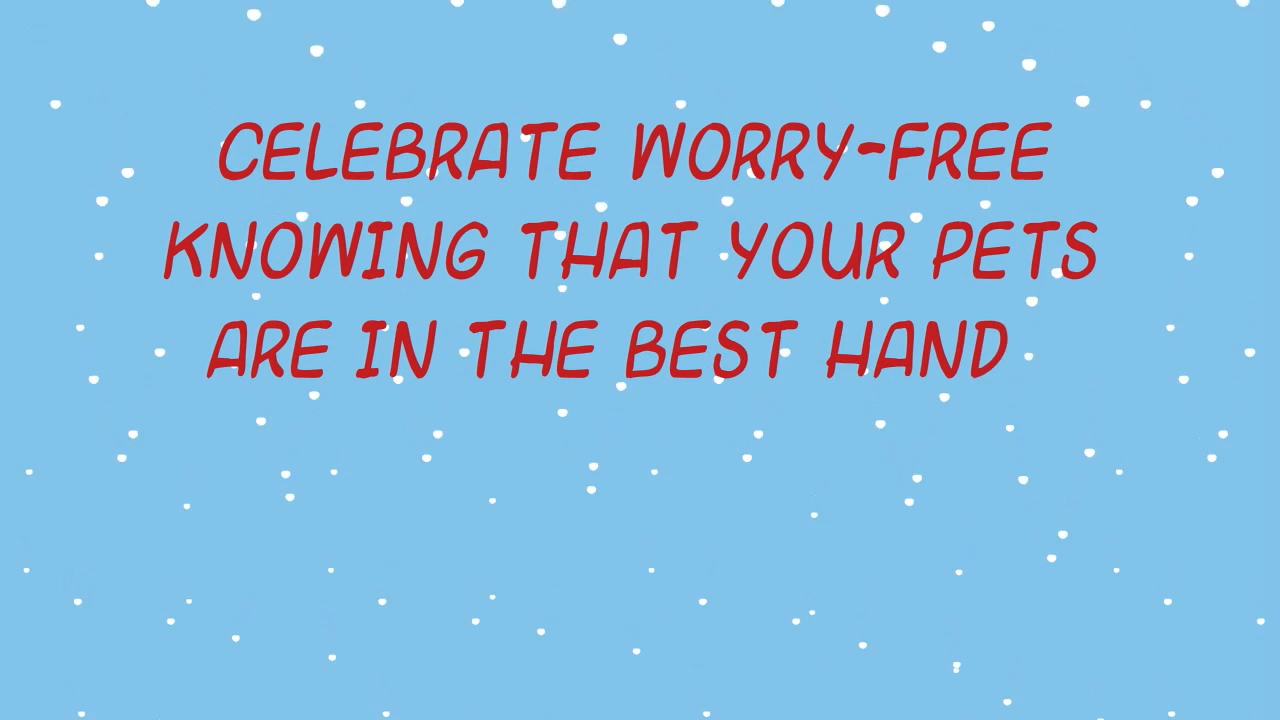 CELEBRATE WORRY-FREE
KNOWING THAT YOUR PETS
ARE IN THE BEST HAND